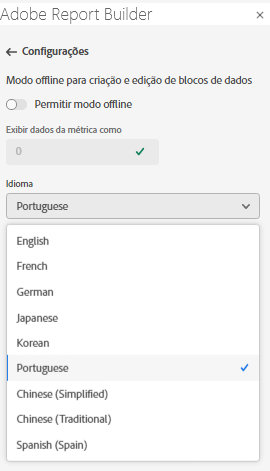 Adobe Report Builder
Configurações
Modo offline para criação e edição de blocos de dados
Permitir modo offline
Exibir dados da métrica como
0
Idioma
Portuguese
English
French
German
Japanese
Korean
Portuguese
Chinese (Simplified)
Chinese (Traditional)
Spanish (Spain)